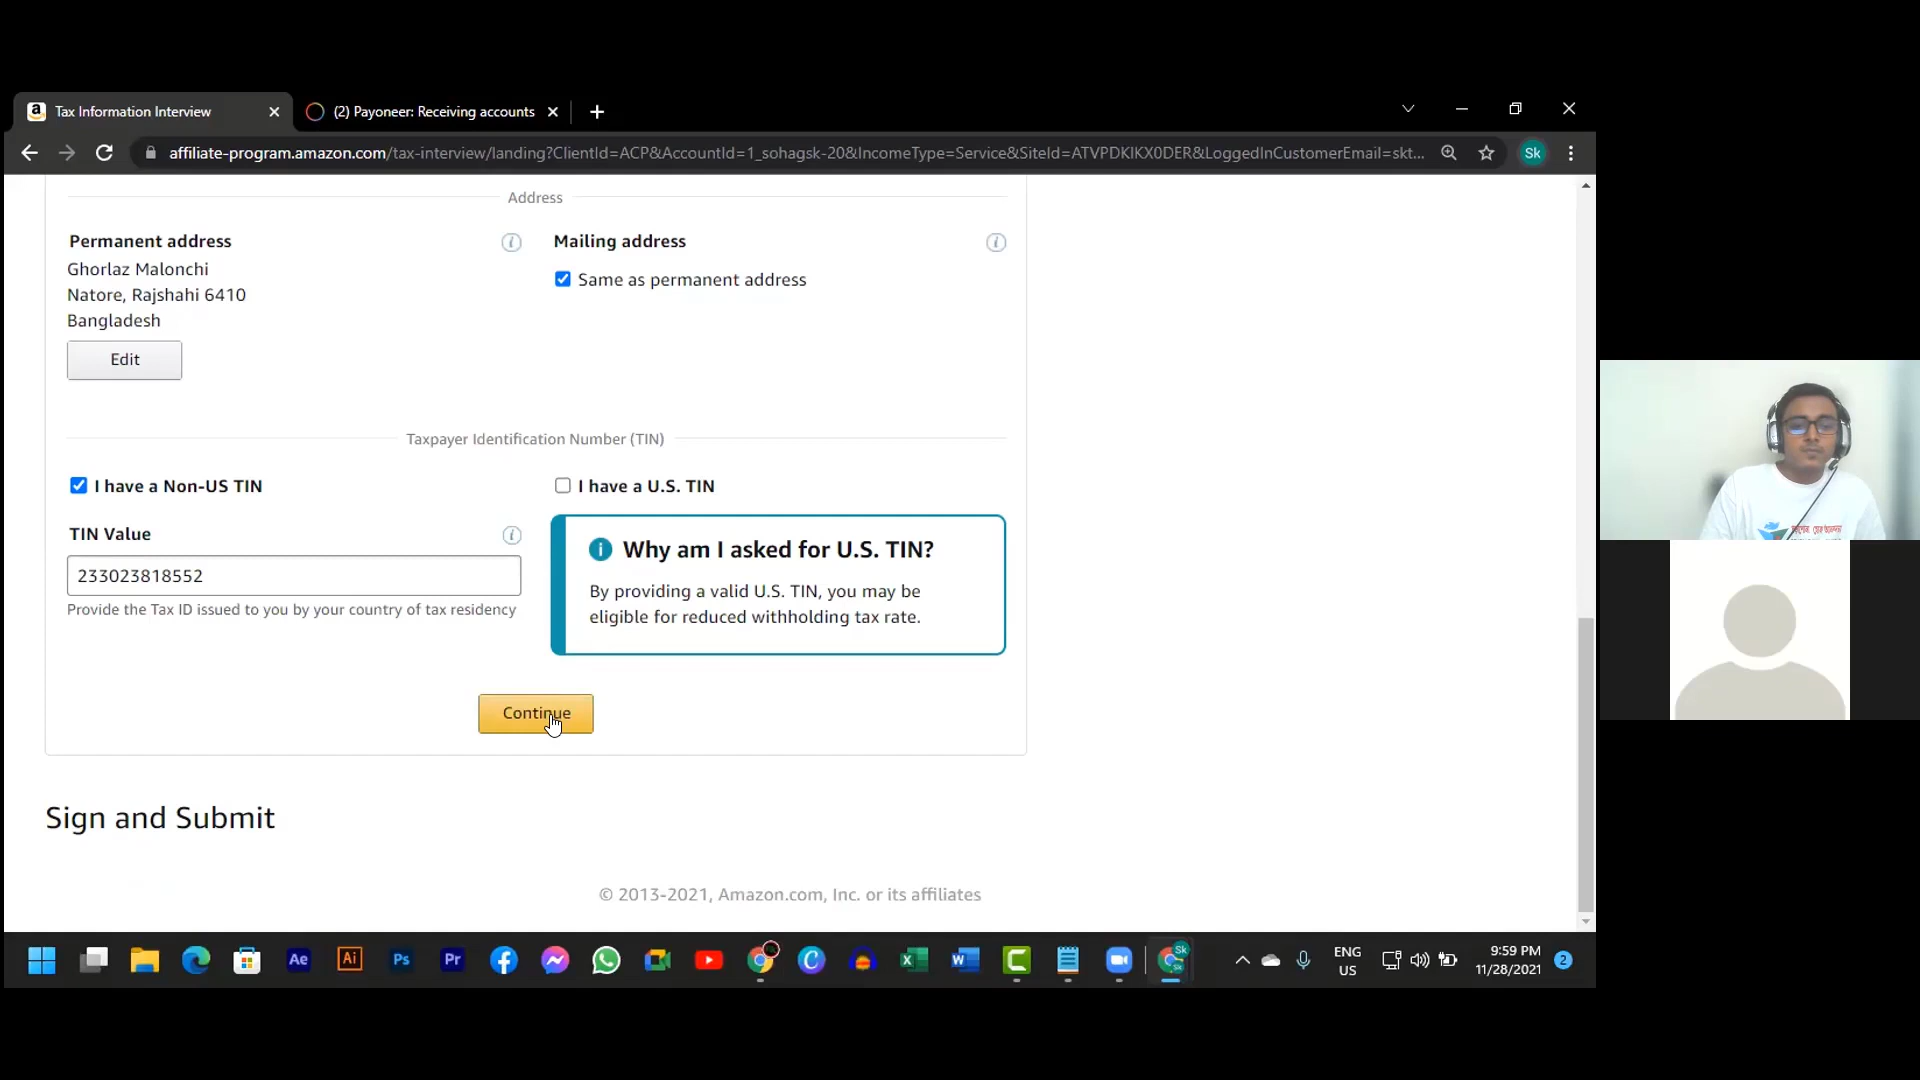 Tax Information Interview
(2) Payoneer: Receiving accounts
affiliate-program.amazon.com/tax-interview/landing?ClientId=ACP&AccountId=1_sohagsk-20&IncomeType=Service&SiteId=ATVPDKIKX0DER&LoggedInCustomerEmail=skt...
Sk
Address
Permanent address
Mailing address
Ghorlaz Malonchi
Natore, Rajshahi 6410
Bangladesh
Same as permanent address
Edit
Taxpayer Identification Number (TIN)
I have a Non-US TIN
I have a U.S. TIN
TIN Value
233023818552
Provide the Tax ID issued to you by your country of tax residency
Why am I asked for U.S. TIN?
By providing a valid U.S. TIN, you may be
eligible for reduced withholding tax rate.
Continue
Sign and Submit
© 2013-2021, Amazon.com, Inc. or its affiliates
Ae
Ai
Ps
Pr
ENG
US
9:59 PM
11/28/2021
2